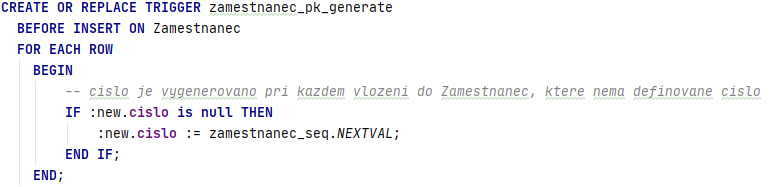 CREATE OR REPLACE TRIGGER zamestnanec_pk_generate
BEFORE INSERT ON Zamestnanec
FOR EACH ROW
BEGIN
-- cislo je vygenerovano pri kazdem vlozeni do Zamestnanec, ktere nema definovane cislo
IF :new.cislo is null THEN
:new.cislo := zamestnanec_seq.NEXTVAL;
END IF;
END;